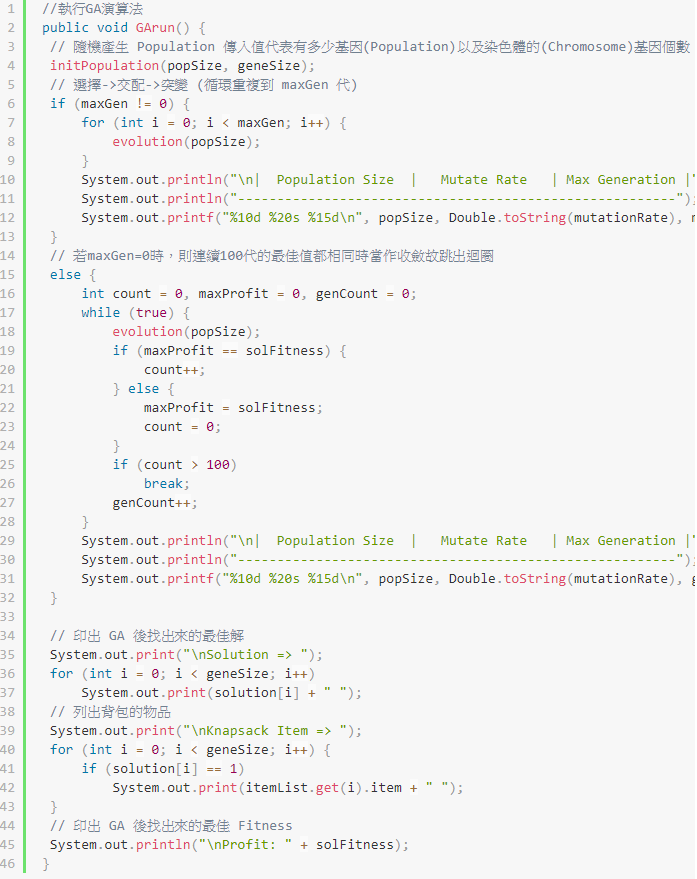 1 //執行GA演算法
2 public void GArun() {
3 // 隨機產生 Population 傳入值代表有多少基因(Population)以及染色體的(Chromosome)基因個數
4 initPopulation(popSize, geneSize);
5 // 選擇->交配->突變 (循環重複到 maxGen 代)
6 if (maxGen != 0) {
7 for (int i = 0; i < maxGen; i++) {
8 evolution(popSize);
9 }
10 System.out.println("\n|  Population Size  |   Mutate Rate   | Max Generation |"
11 System.out.println("--------------------------------------------------------");
12 System.out.printf("%10d %20s %15d\n", popSize, Double.toString(mutationRate),
13 }
14 // 若maxGen=0時，則連續100代的最佳值都相同時當作收斂故跳出迴圈
15 else {
16 int count = 0, maxProfit = 0, genCount = 0;
17 while (true) {
18 evolution(popSize);
19 if (maxProfit == solFitness) {
20 count++;
21 } else {
22 maxProfit = solFitness;
23 count = 0;
24 }
25 if (count > 100)
26 break;
27 genCount++;
28 }
29 System.out.println("\n|  Population Size  |   Mutate Rate   | Max Generation |"
30 System.out.println("--------------------------------------------------------");
31 System.out.printf("%10d %20s %15d\n", popSize, Double.toString(mutationRate), g
32 }
33
34 // 印出 GA 後找出來的最佳解
35 System.out.print("\nSolution => ");
36 for (int i = 0; i < geneSize; i++)
37 System.out.print(solution[i] + " ");
38 // 列出背包的物品
39 System.out.print("\nKnapsack Item => ");
40 for (int i = 0; i < geneSize; i++) {
41 if (solution[i] == 1)
42 System.out.print(itemList.get(i).item + " ");
43 }
44 // 印出 GA 後找出來的最佳 Fitness
45 System.out.println("\nProfit: " + solFitness);
46 }